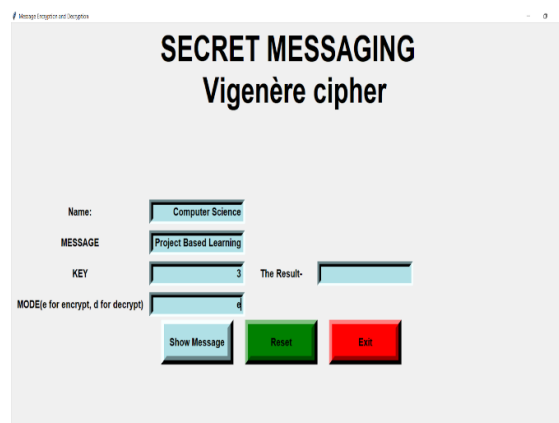 Message Encryption and Decryption
SECRET MESSAGING
Vigenère cipher
Name: Computer Science
MESSAGE Project Based Learning
KEY 3 The Result-
MODE(e for encrypt, d for decrypt) e
Show Message Reset Exit